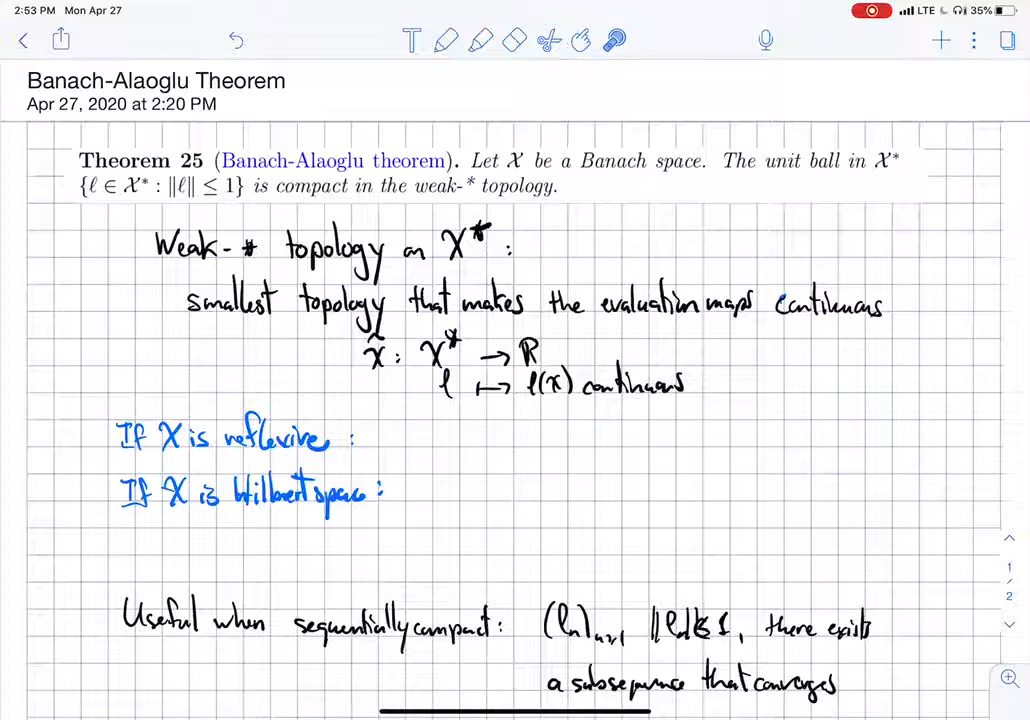 2:53 PM Mon Apr 27
LTE 35%
Banach-Alaoglu Theorem
Apr 27, 2020 at 2:20 PM
Theorem 25 (Banach-Alaoglu theorem). Let 𝒳 be a Banach space. The unit ball in 𝒳*
{ℓ ∈ 𝒳* : ‖ℓ‖ ≤ 1} is compact in the weak-* topology.
Weak-* topology on X* :
smallest topology that makes the evaluation maps continuous
x̃ : X* → ℝ
ℓ ↦ ℓ(x) continuous
If X is reflexive :
If X is Hilbert space :
Useful when sequentially compact : (ℓn)n≥1 ‖ℓn‖≤1, there exists
a subsequence that converges
1
/
2